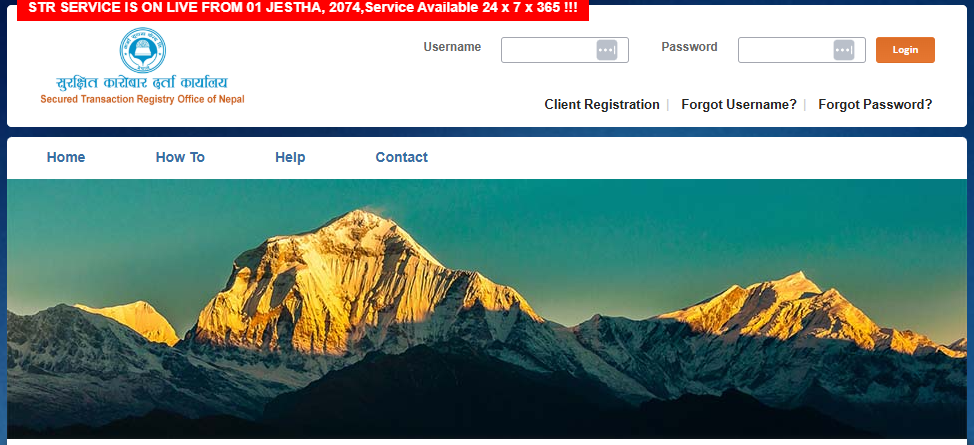 STR SERVICE IS ON LIVE FROM 01 JESTHA, 2074,Service Available 24 x 7 x 365 !!!
सुरक्षित कारोबार दर्ता कार्यालय
Secured Transaction Registry Office of Nepal
Username
Password
Login
Client Registration | Forgot Username? | Forgot Password?
Home How To Help Contact